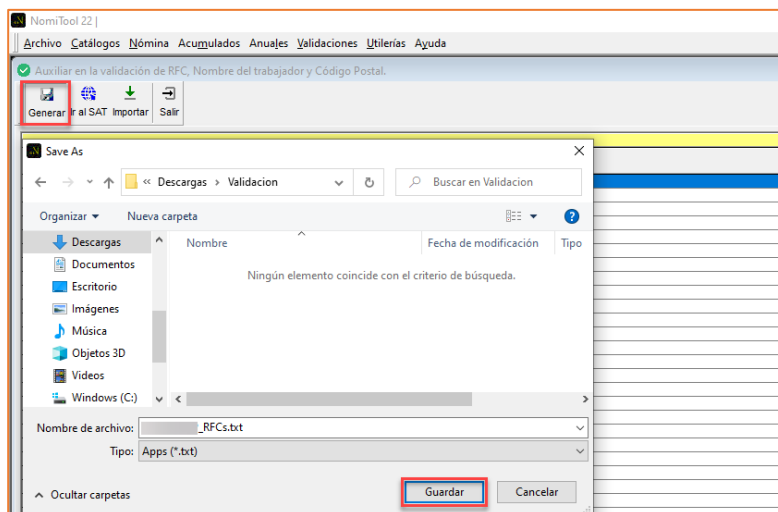 NomiTool 22 |
Archivo Catálogos Nómina Acumulados Anuales Validaciones Utilerías Ayuda
Auxiliar en la validación de RFC, Nombre del trabajador y Código Postal.
Generar Ir al SAT Importar Salir
Save As
« Descargas › Validacion
Buscar en Validacion
Organizar Nueva carpeta
Nombre Fecha de modificación Tipo
Descargas
Documentos
Escritorio
Imágenes
Música
Objetos 3D
Videos
Windows (C:)
Ningún elemento coincide con el criterio de búsqueda.
Nombre de archivo: _RFCs.txt
Tipo: Apps (*.txt)
Ocultar carpetas
Guardar Cancelar